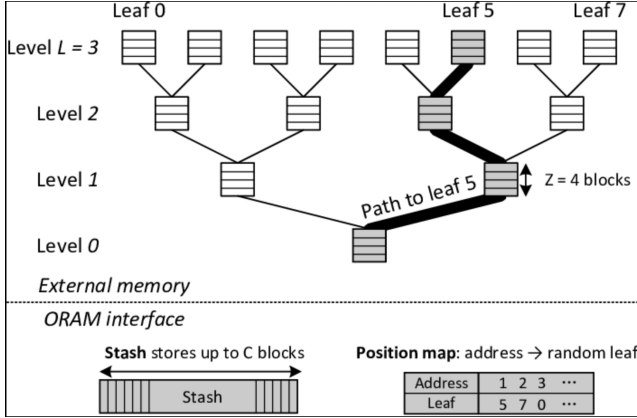 Leaf 0 Leaf 5 Leaf 7
Level L = 3
Level 2
Level 1
Z = 4 blocks
Path to leaf 5
Level 0
External memory
ORAM interface
Stash stores up to C blocks
Stash
Position map: address → random leaf
Address 1 2 3 ···
Leaf 5 7 0 ···